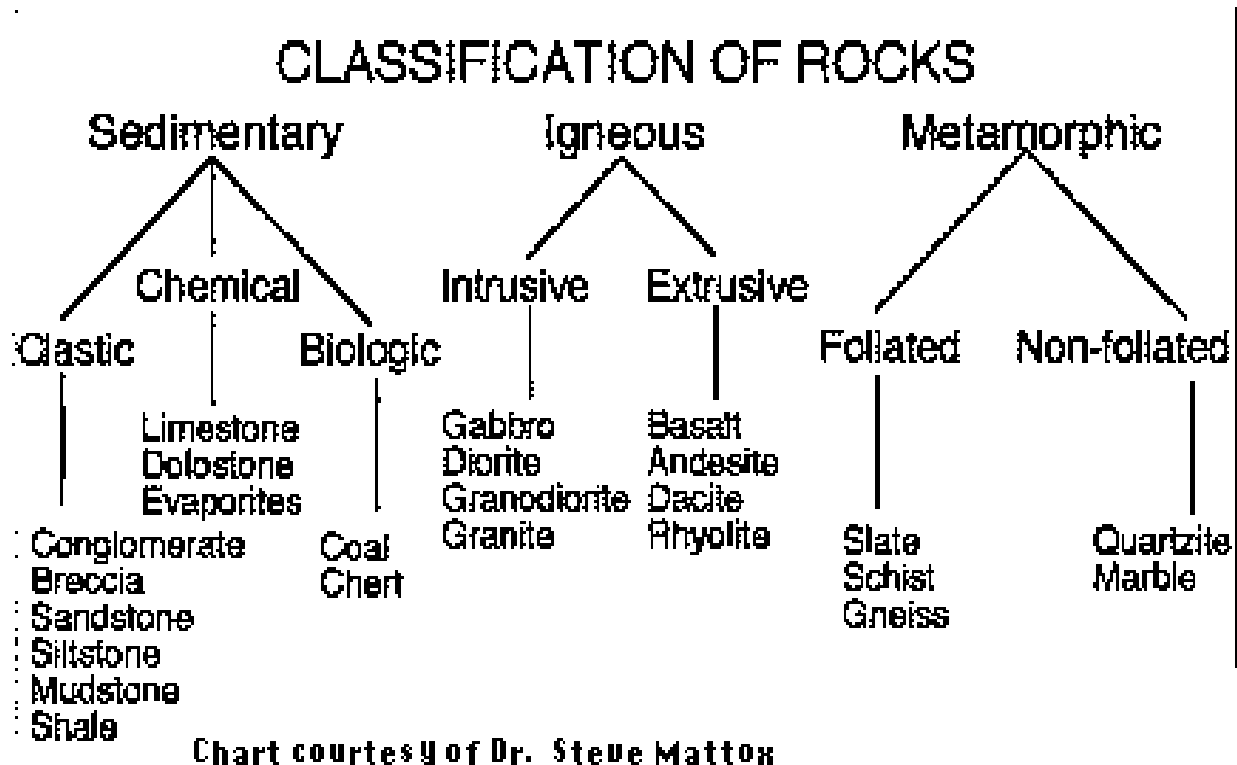 CLASSIFICATION OF ROCKS
Sedimentary Igneous Metamorphic
Chemical Intrusive Extrusive
Clastic Biologic Foliated Non-foliated
Limestone Gabbro Basalt
Dolostone Diorite Andesite
Evaporites Granodiorite Dacite
Conglomerate Coal Granite Rhyolite Slate Quartzite
Breccia Chert Schist Marble
Sandstone Gneiss
Siltstone
Mudstone
Shale
Chart courtesy of Dr. Steve Mattox